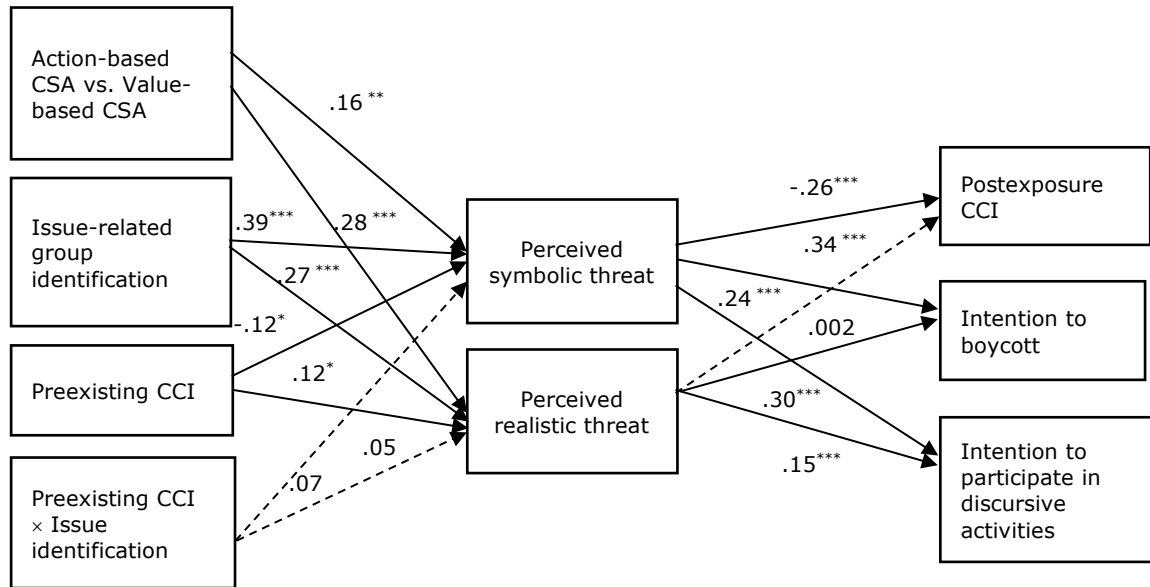 Action-based
CSA vs. Value-
based CSA
Issue-related
group
identification
Preexisting CCI
Preexisting CCI
× Issue
identification
.16 **
.39***
.28 ***
.27 ***
-.12*
.12*
.05
.07
Perceived
symbolic threat
Perceived
realistic threat
-.26***
.34 ***
.24 ***
.002
.30***
.15***
Postexposure
CCI
Intention to
boycott
Intention to
participate in
discursive
activities